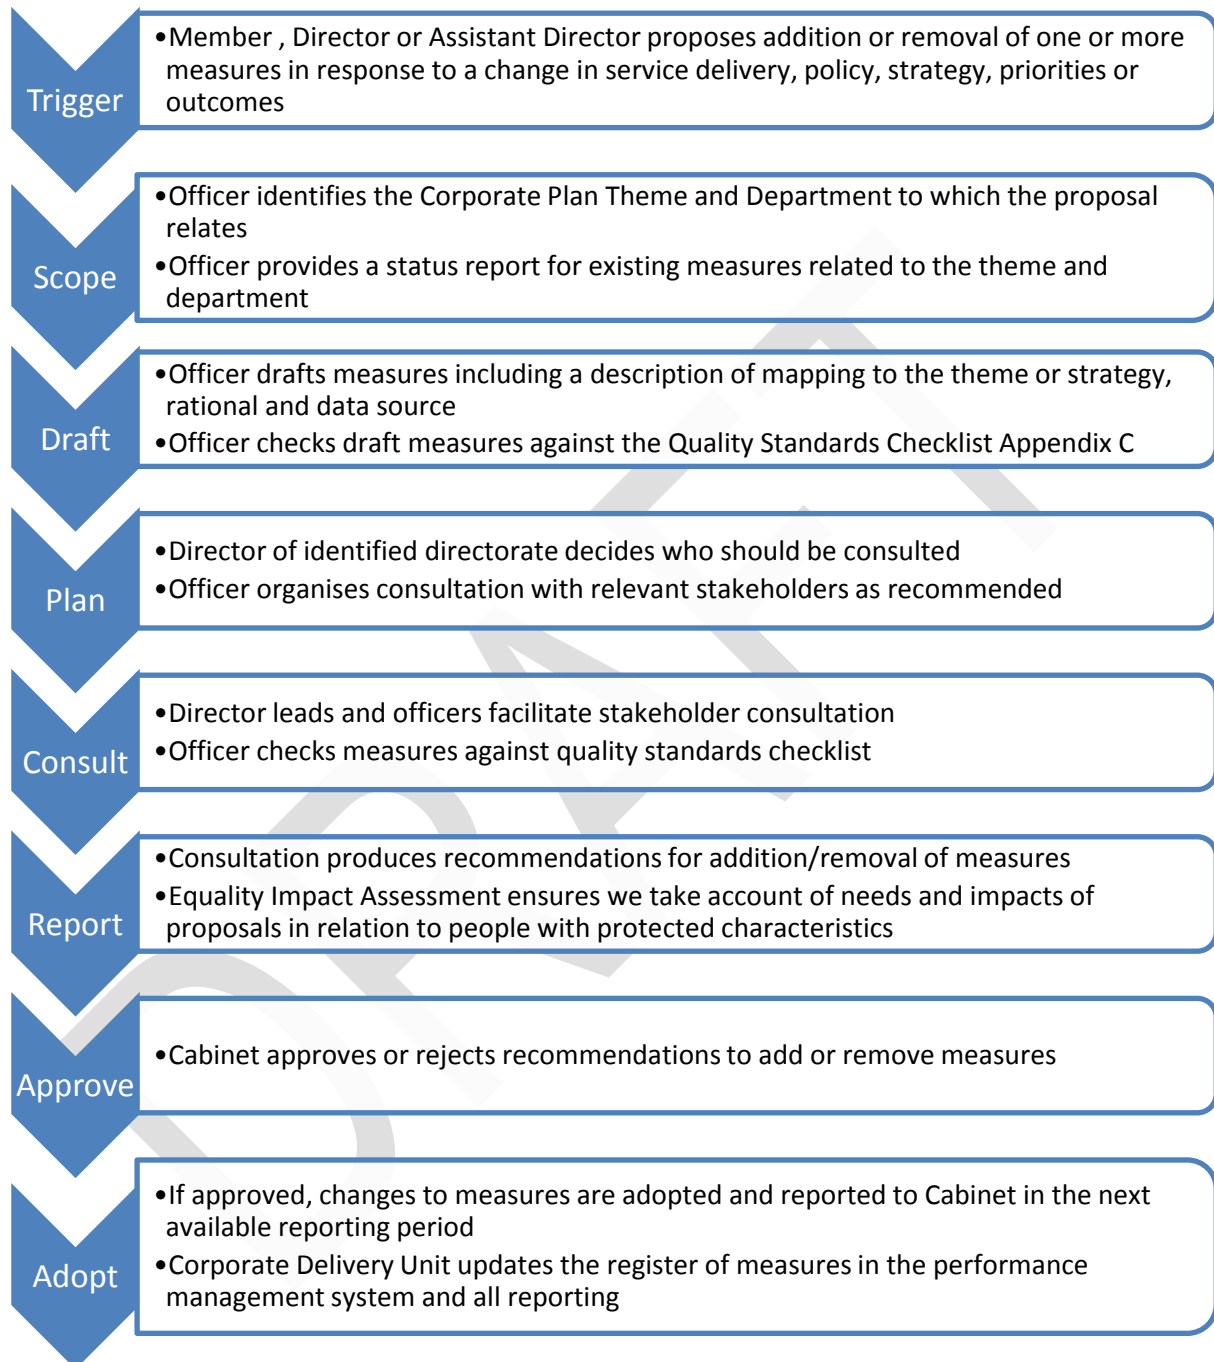 Trigger
•Member , Director or Assistant Director proposes addition or removal of one or more
measures in response to a change in service delivery, policy, strategy, priorities or
outcomes
Scope
•Officer identifies the Corporate Plan Theme and Department to which the proposal
relates
•Officer provides a status report for existing measures related to the theme and
department
Draft
•Officer drafts measures including a description of mapping to the theme or strategy,
rational and data source
•Officer checks draft measures against the Quality Standards Checklist Appendix C
Plan
•Director of identified directorate decides who should be consulted
•Officer organises consultation with relevant stakeholders as recommended
Consult
•Director leads and officers facilitate stakeholder consultation
•Officer checks measures against quality standards checklist
Report
•Consultation produces recommendations for addition/removal of measures
•Equality Impact Assessment ensures we take account of needs and impacts of
proposals in relation to people with protected characteristics
Approve
•Cabinet approves or rejects recommendations to add or remove measures
Adopt
•If approved, changes to measures are adopted and reported to Cabinet in the next
available reporting period
•Corporate Delivery Unit updates the register of measures in the performance
management system and all reporting
DRAFT